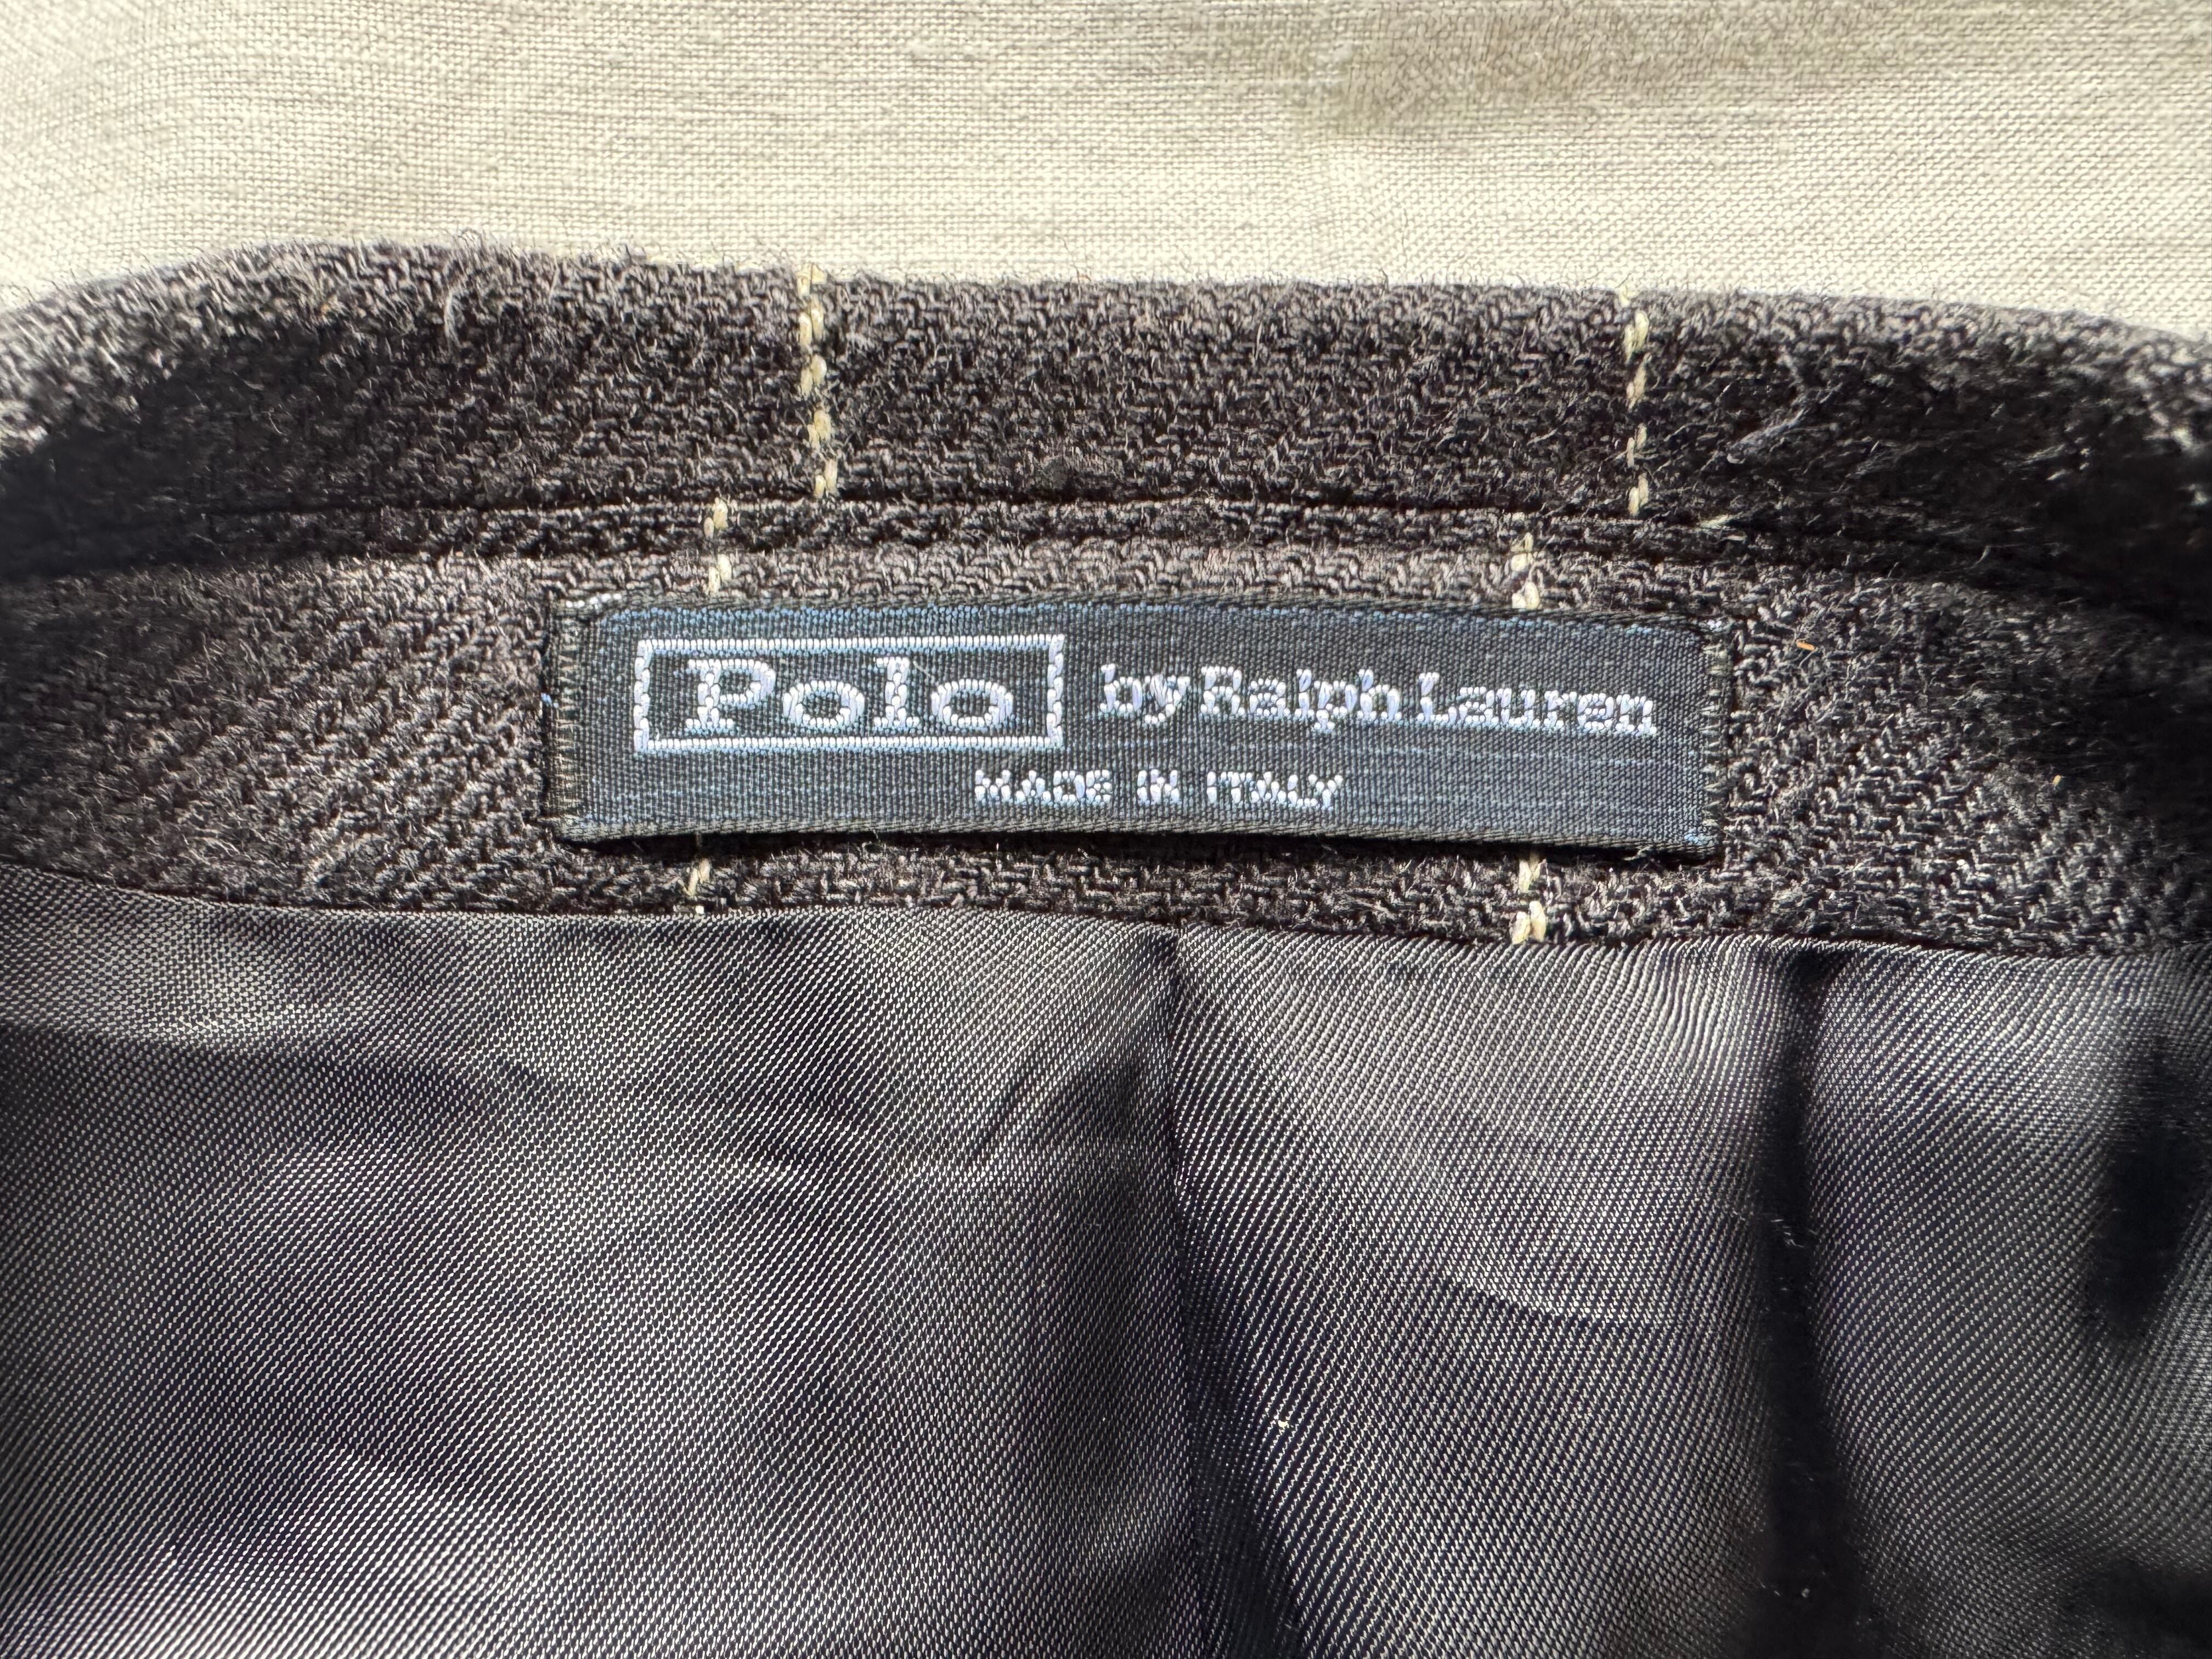 Polo by Ralph Lauren
MADE IN ITALY